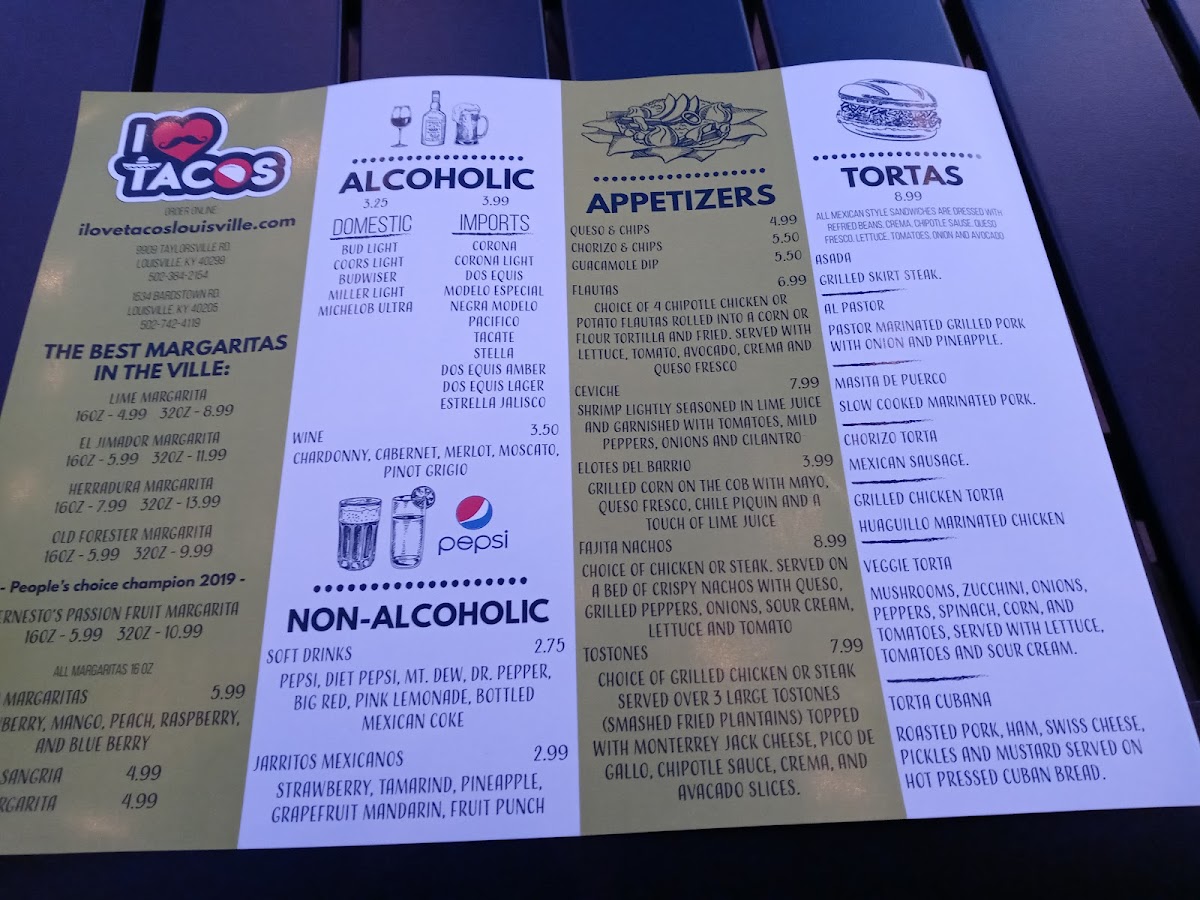 I
TACOS
ORDER ONLINE
ilovetacoslouisville.com
9909 TAYLORSVILLE RD.
LOUISVILLE, KY 40299
502-384-2154
1534 BARDSTOWN RD.
LOUISVILLE, KY 40205
502-742-4119
THE BEST MARGARITAS
IN THE VILLE:
LIME MARGARITA
16OZ - 4.99 32OZ - 8.99
EL JIMADOR MARGARITA
16OZ - 5.99 32OZ - 11.99
HERRADURA MARGARITA
16OZ - 7.99 32OZ - 13.99
OLD FORESTER MARGARITA
16OZ - 5.99 32OZ - 9.99
- People's choice champion 2019 -
ERNESTO'S PASSION FRUIT MARGARITA
16OZ - 5.99 32OZ - 10.99
ALL MARGARITAS 16 OZ
MARGARITAS 5.99
MANGO, PEACH, RASPBERRY,
AND BLUE BERRY
SANGRIA 4.99
4.99
ALCOHOLIC
3.25
DOMESTIC
BUD LIGHT
COORS LIGHT
BUDWISER
MILLER LIGHT
MICHELOB ULTRA
3.99
IMPORTS
CORONA
CORONA LIGHT
DOS EQUIS
MODELO ESPECIAL
NEGRA MODELO
PACIFICO
TACATE
STELLA
DOS EQUIS AMBER
DOS EQUIS LAGER
ESTRELLA JALISCO
WINE 3.50
CHARDONNY, CABERNET, MERLOT, MOSCATO,
PINOT GRIGIO
pepsi
NON-ALCOHOLIC
SOFT DRINKS 2.75
PEPSI, DIET PEPSI, MT. DEW, DR. PEPPER,
BIG RED, PINK LEMONADE, BOTTLED
MEXICAN COKE
JARRITOS MEXICANOS 2.99
STRAWBERRY, TAMARIND, PINEAPPLE,
GRAPEFRUIT MANDARIN, FRUIT PUNCH
APPETIZERS
QUESO & CHIPS 4.99
CHORIZO & CHIPS 5.50
GUACAMOLE DIP 5.50
FLAUTAS 6.99
CHOICE OF 4 CHIPOTLE CHICKEN OR
POTATO FLAUTAS ROLLED INTO A CORN OR
FLOUR TORTILLA AND FRIED. SERVED WITH
LETTUCE, TOMATO, AVOCADO, CREMA AND
QUESO FRESCO
CEVICHE 7.99
SHRIMP LIGHTLY SEASONED IN LIME JUICE
AND GARNISHED WITH TOMATOES, MILD
PEPPERS, ONIONS AND CILANTRO
ELOTES DEL BARRIO 3.99
GRILLED CORN ON THE COB WITH MAYO,
QUESO FRESCO, CHILE PIQUIN AND A
TOUCH OF LIME JUICE
FAJITA NACHOS 8.99
CHOICE OF CHICKEN OR STEAK. SERVED ON
A BED OF CRISPY NACHOS WITH QUESO,
GRILLED PEPPERS, ONIONS, SOUR CREAM,
LETTUCE AND TOMATO
TOSTONES 7.99
CHOICE OF GRILLED CHICKEN OR STEAK
SERVED OVER 3 LARGE TOSTONES
(SMASHED FRIED PLANTAINS) TOPPED
WITH MONTERREY JACK CHEESE, PICO DE
GALLO, CHIPOTLE SAUCE, CREMA, AND
AVACADO SLICES.
TORTAS
8.99
ALL MEXICAN STYLE SANDWICHES ARE DRESSED WITH
REFRIED BEANS, CREMA, CHIPOTLE SAUSE, QUESO
FRESCO, LETTUCE, TOMATOES, ONION AND AVOCADO
ASADA
GRILLED SKIRT STEAK.
AL PASTOR
PASTOR MARINATED GRILLED PORK
WITH ONION AND PINEAPPLE.
MASITA DE PUERCO
SLOW COOKED MARINATED PORK.
CHORIZO TORTA
MEXICAN SAUSAGE.
GRILLED CHICKEN TORTA
HUAGUILLO MARINATED CHICKEN
VEGGIE TORTA
MUSHROOMS, ZUCCHINI, ONIONS,
PEPPERS, SPINACH, CORN, AND
TOMATOES, SERVED WITH LETTUCE,
TOMATOES AND SOUR CREAM.
TORTA CUBANA
ROASTED PORK, HAM, SWISS CHEESE,
PICKLES AND MUSTARD SERVED ON
HOT PRESSED CUBAN BREAD.